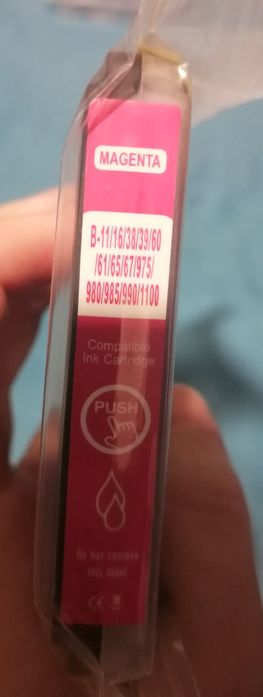 MAGENTA
B-11/16/38/39/60
/61/65/67/975/
980/985/990/1100
Compatible
Ink Cartridge
PUSH
Do not remove
this label
CE